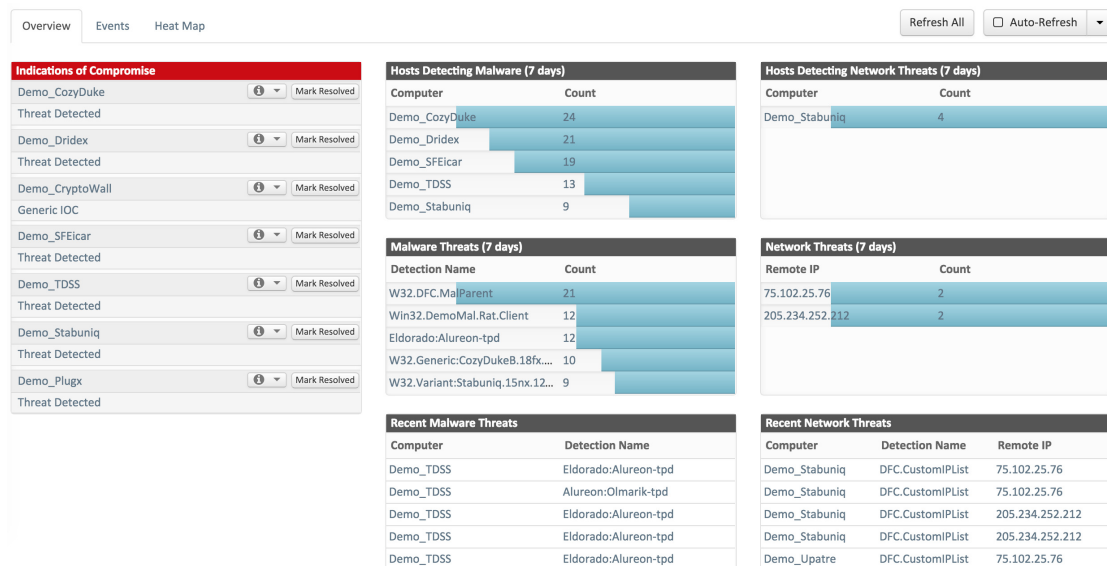 Overview Events Heat Map Refresh All Auto-Refresh
Indications of Compromise
Demo_CozyDuke Mark Resolved
Threat Detected
Demo_Dridex Mark Resolved
Threat Detected
Demo_CryptoWall Mark Resolved
Generic IOC
Demo_SFEicar Mark Resolved
Threat Detected
Demo_TDSS Mark Resolved
Threat Detected
Demo_Stabuniq Mark Resolved
Threat Detected
Demo_Plugx Mark Resolved
Threat Detected
Hosts Detecting Malware (7 days)
Computer Count
Demo_CozyDuke 24
Demo_Dridex 21
Demo_SFEicar 19
Demo_TDSS 13
Demo_Stabuniq 9
Hosts Detecting Network Threats (7 days)
Computer Count
Demo_Stabuniq 4
Malware Threats (7 days)
Detection Name Count
W32.DFC.MalParent 21
Win32.DemoMal.Rat.Client 12
Eldorado:Alureon-tpd 12
W32.Generic:CozyDukeB.18fx.... 10
W32.Variant:Stabuniq.15nx.12... 9
Network Threats (7 days)
Remote IP Count
75.102.25.76 2
205.234.252.212 2
Recent Malware Threats
Computer Detection Name
Demo_TDSS Eldorado:Alureon-tpd
Demo_TDSS Alureon:Olmarik-tpd
Demo_TDSS Eldorado:Alureon-tpd
Demo_TDSS Eldorado:Alureon-tpd
Demo_TDSS Eldorado:Alureon-tpd
Recent Network Threats
Computer Detection Name Remote IP
Demo_Stabuniq DFC.CustomIPList 75.102.25.76
Demo_Stabuniq DFC.CustomIPList 75.102.25.76
Demo_Stabuniq DFC.CustomIPList 205.234.252.212
Demo_Stabuniq DFC.CustomIPList 205.234.252.212
Demo_Upatre DFC.CustomIPList 75.102.25.76